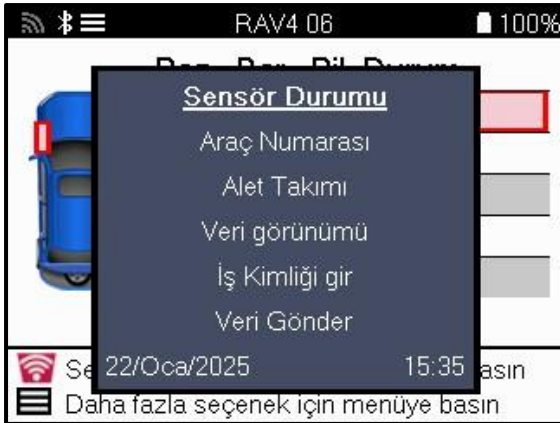 RAV4 06 100%
Sensör Durumu
Araç Numarası
Alet Takımı
Veri görünümü
İş Kimliği gir
Veri Gönder
22/Oca/2025 15:35
Daha fazla seçenek için menüye basın